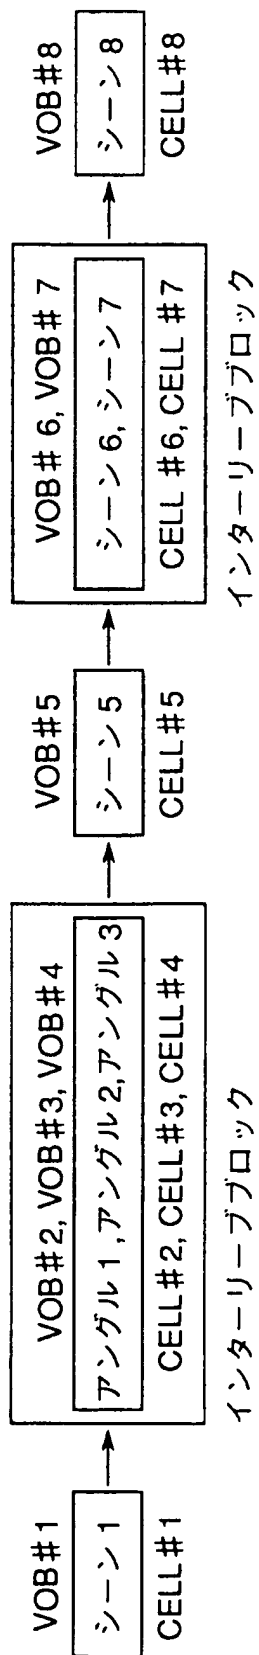 VOB#1
シーン1
CELL#1
VOB#2, VOB#3, VOB#4
アングル1,アングル2,アングル3
CELL#2, CELL#3, CELL#4
インターリーブブロック
VOB#5
シーン5
CELL#5
VOB# 6, VOB# 7
シーン6,シーン7
CELL #6, CELL #7
インターリーブブロック
VOB#8
シーン8
CELL#8